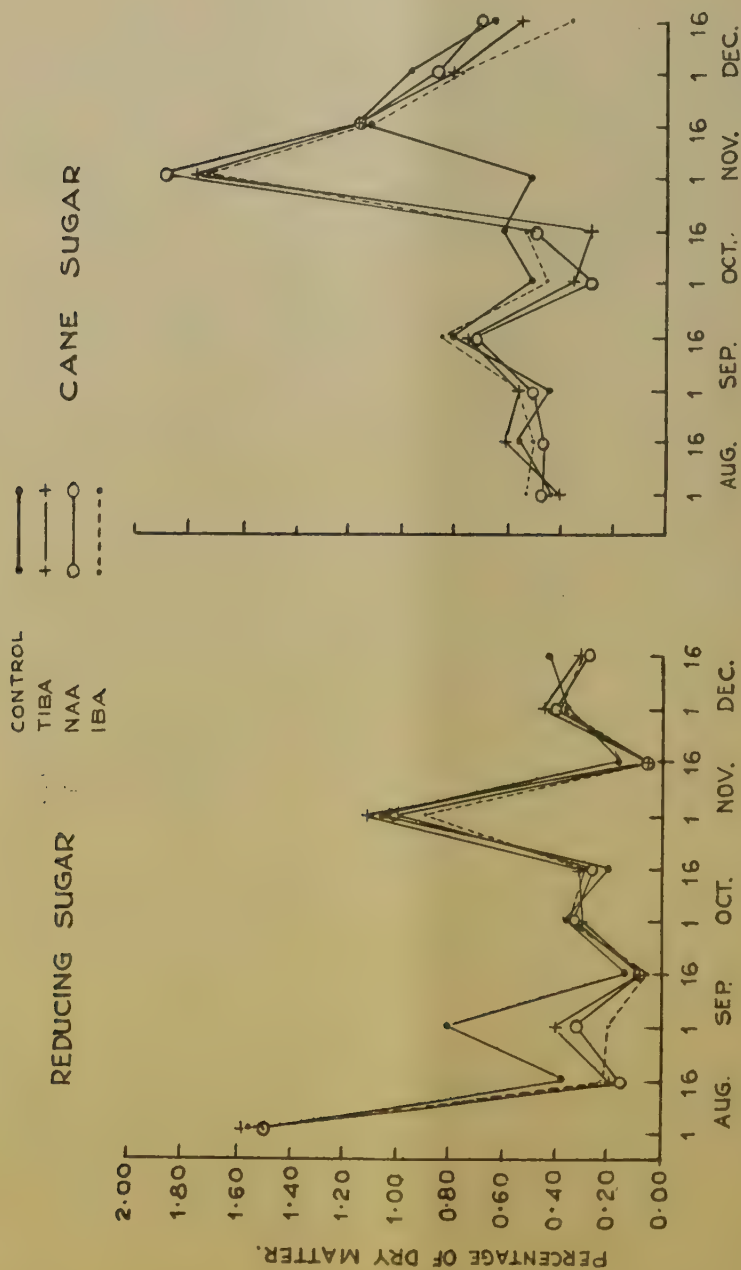 CONTROL
TIBA
NAA
IBA
REDUCING SUGAR
CANE SUGAR
PERCENTAGE OF DRY MATTER.
2·00
1·80
1·60
1·40
1·20
1·00
0·80
0·60
0·40
0·20
0·00
1 16 1 16 1 16 1 16 1 16
AUG. SEP. OCT. NOV. DEC.
1 16 1 16 1 16 1 16 1 16
AUG. SEP. OCT. NOV. DEC.